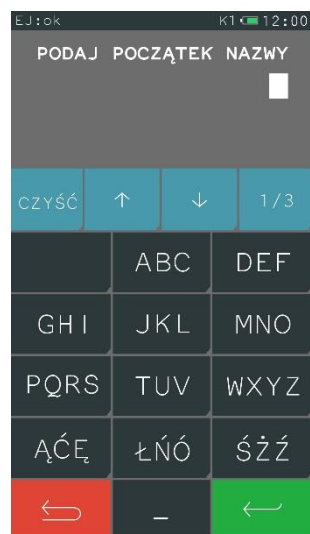 EJ:ok K1 12:00
PODAJ POCZĄTEK NAZWY
CZYŚĆ ↑ ↓ 1/3
ABC DEF
GHI JKL MNO
PQRS TUV WXYZ
ĄĆĘ ŁŃÓ ŚŻŹ
_